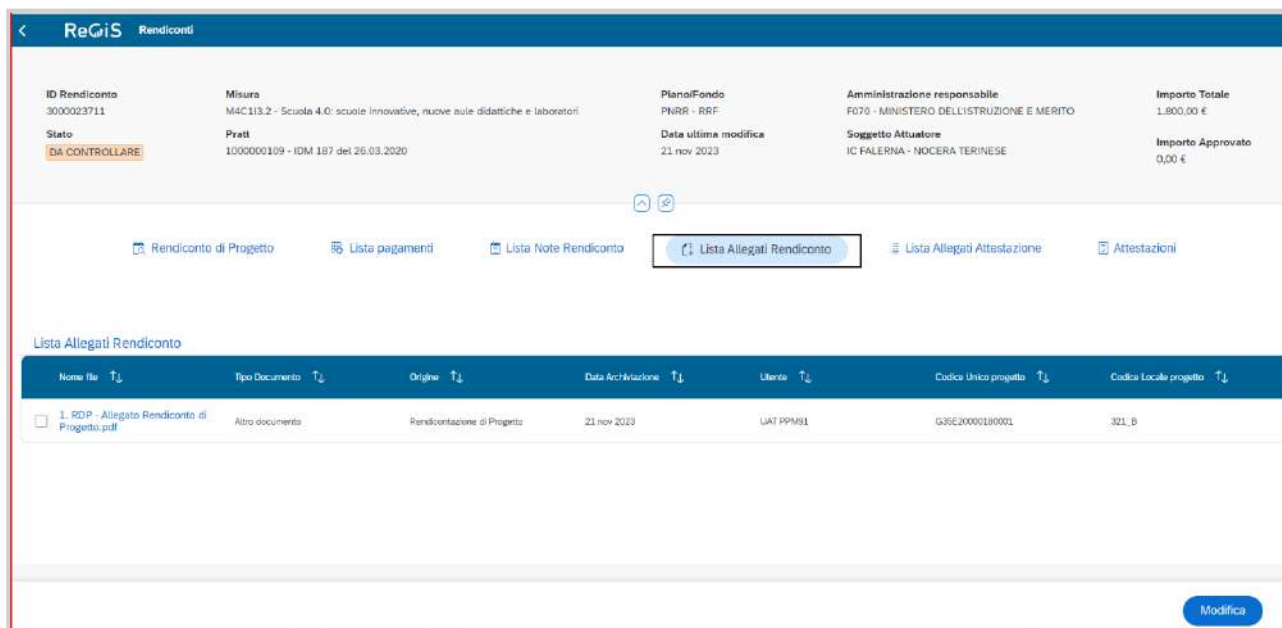 ReGiS Rendiconti
ID Rendiconto
3000023711
Misura
M4C1I3.2 - Scuola 4.0: scuole innovative, nuove aule didattiche e laboratori
Piano/Fondo
PNRR - RRF
Amministrazione responsabile
F070 - MINISTERO DELL'ISTRUZIONE E MERITO
Importo Totale
1.800,00 €
Stato
DA CONTROLLARE
Pratt
1000000109 - IDM 187 del 26.03.2020
Data ultima modifica
21 nov 2023
Soggetto Attuatore
IC FALERNA - NOCERA TERINESE
Importo Approvato
0,00 €
Rendiconto di Progetto
Lista pagamenti
Lista Note Rendiconto
Lista Allegati Rendiconto
Lista Allegati Attestazione
Attestazioni
Lista Allegati Rendiconto
Nome file Tipo Documento Origine Data Archiviazione Utente Codice Unico progetto Codice Locale progetto
1. RDP - Allegato Rendiconto di
Progetto.pdf
Altro documento
Rendicontazione di Progetto
21 nov 2023
UAT PPM91
G35E20000180001
321_B
Modifica